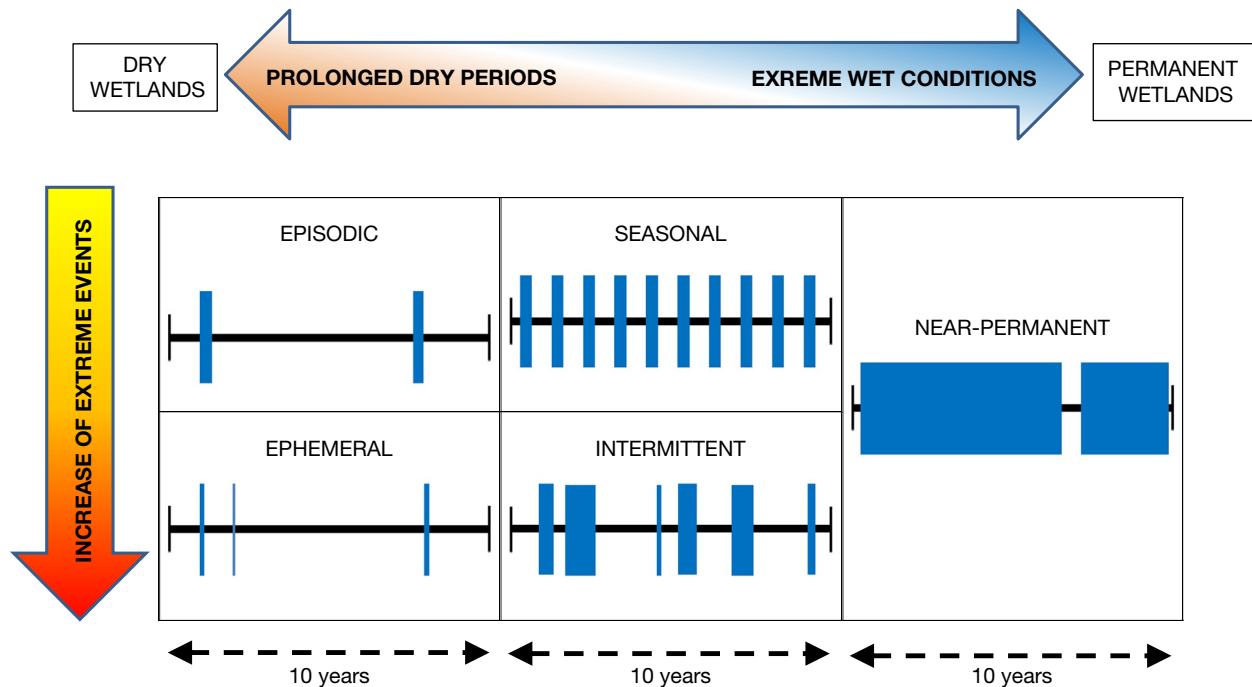 DRY
WETLANDS
PROLONGED DRY PERIODS
EXREME WET CONDITIONS
PERMANENT
WETLANDS
INCREASE OF EXTREME EVENTS
EPISODIC
SEASONAL
NEAR-PERMANENT
EPHEMERAL
INTERMITTENT
10 years
10 years
10 years